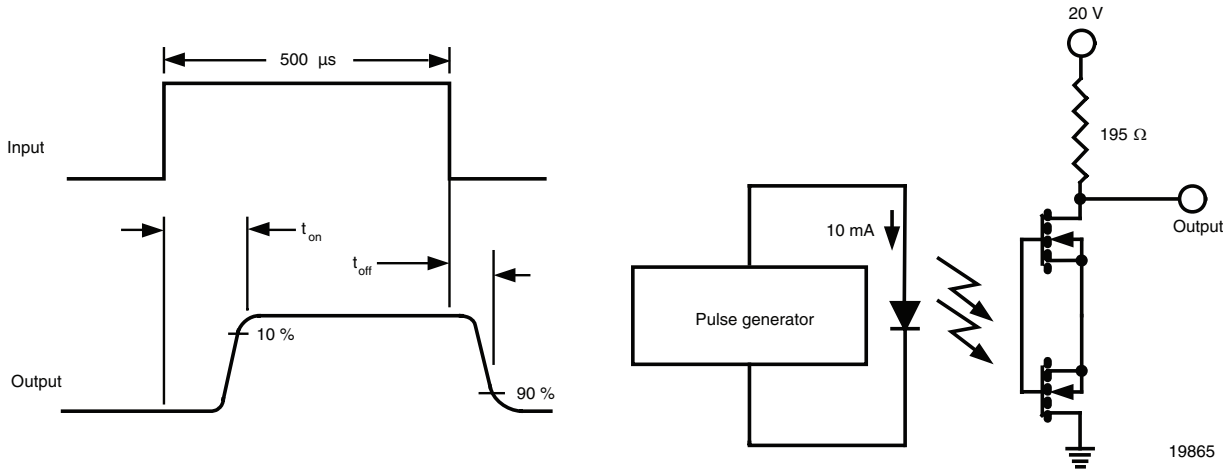 500 μs
Input
t on
t off
10 %
Output
90 %
20 V
195 Ω
Output
10 mA
Pulse generator
19865